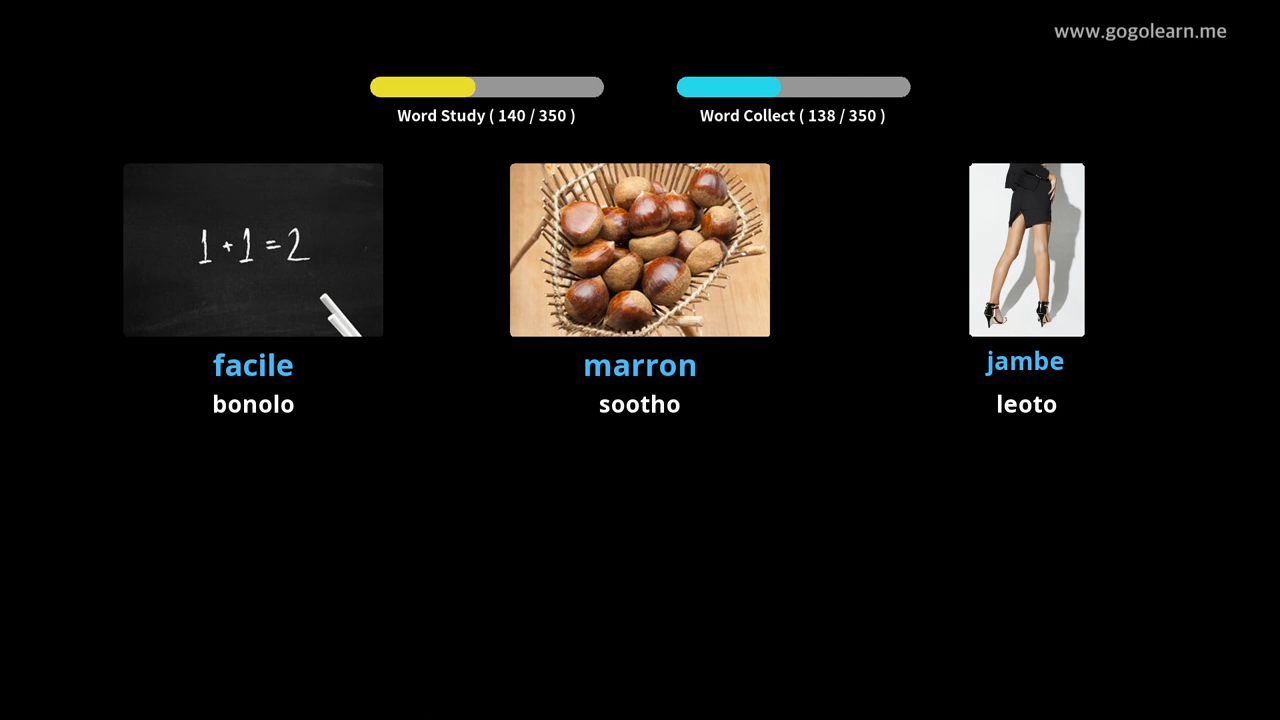 www.gogolearn.me
Word Study ( 140 / 350 )
Word Collect ( 138 / 350 )
1 + 1 = 2
facile
marron
jambe
bonolo
sootho
leoto